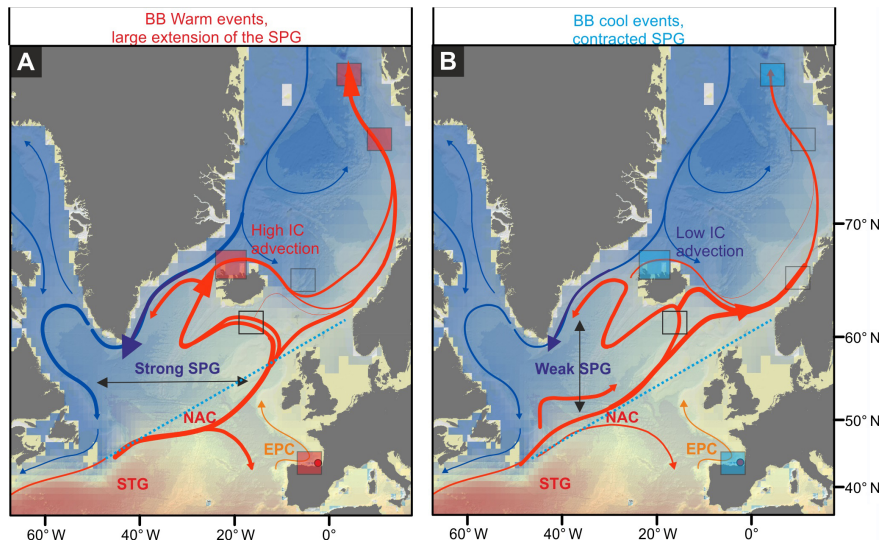 BB Warm events,
large extension of the SPG
BB cool events,
contracted SPG
A
B
High IC
advection
Low IC
advection
Strong SPG
Weak SPG
NAC
NAC
EPC
EPC
STG
STG
70° N
60° N
50° N
40° N
60° W
40° W
20° W
0°
60° W
40° W
20° W
0°